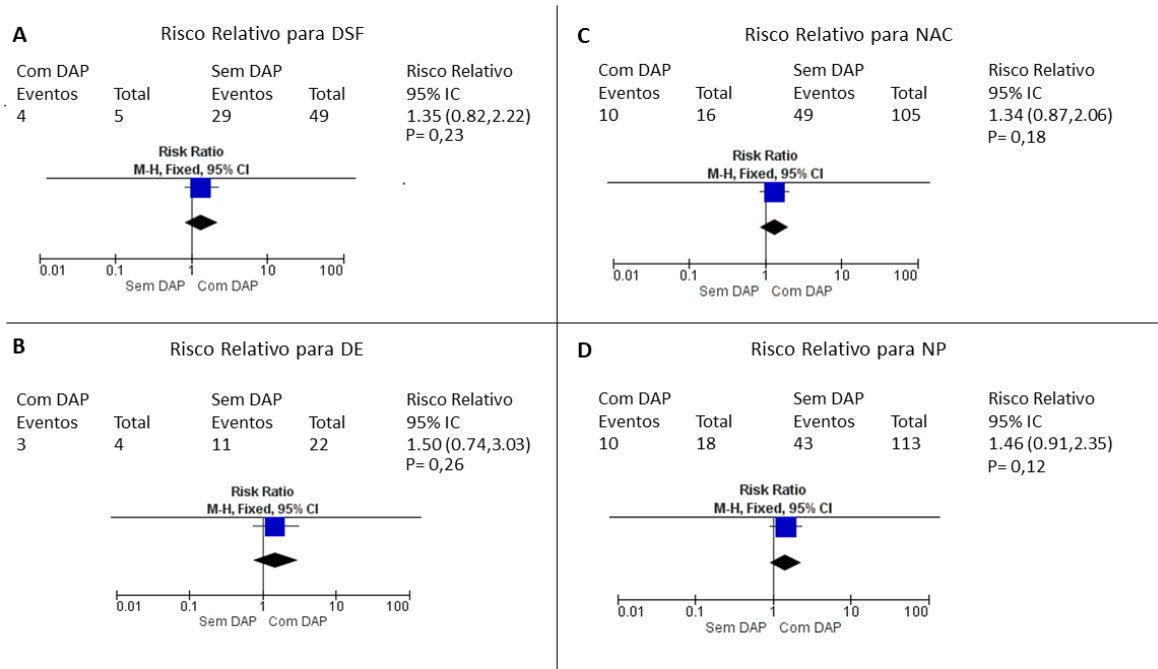 A Risco Relativo para DSF
Com DAP Sem DAP Risco Relativo
Eventos Total Eventos Total 95% IC
4 5 29 49 1.35 (0.82,2.22)
P= 0,23
Risk Ratio
M-H, Fixed, 95% CI
0.01 0.1 1 10 100
Sem DAP Com DAP
B Risco Relativo para DE
Com DAP Sem DAP Risco Relativo
Eventos Total Eventos Total 95% IC
3 4 11 22 1.50 (0.74,3.03)
P= 0,26
Risk Ratio
M-H, Fixed, 95% CI
0.01 0.1 1 10 100
Sem DAP Com DAP
C Risco Relativo para NAC
Com DAP Sem DAP Risco Relativo
Eventos Total Eventos Total 95% IC
10 16 49 105 1.34 (0.87,2.06)
P= 0,18
Risk Ratio
M-H, Fixed, 95% CI
0.01 0.1 1 10 100
Sem DAP Com DAP
D Risco Relativo para NP
Com DAP Sem DAP Risco Relativo
Eventos Total Eventos Total 95% IC
10 18 43 113 1.46 (0.91,2.35)
P= 0,12
Risk Ratio
M-H, Fixed, 95% CI
0.01 0.1 1 10 100
Sem DAP Com DAP